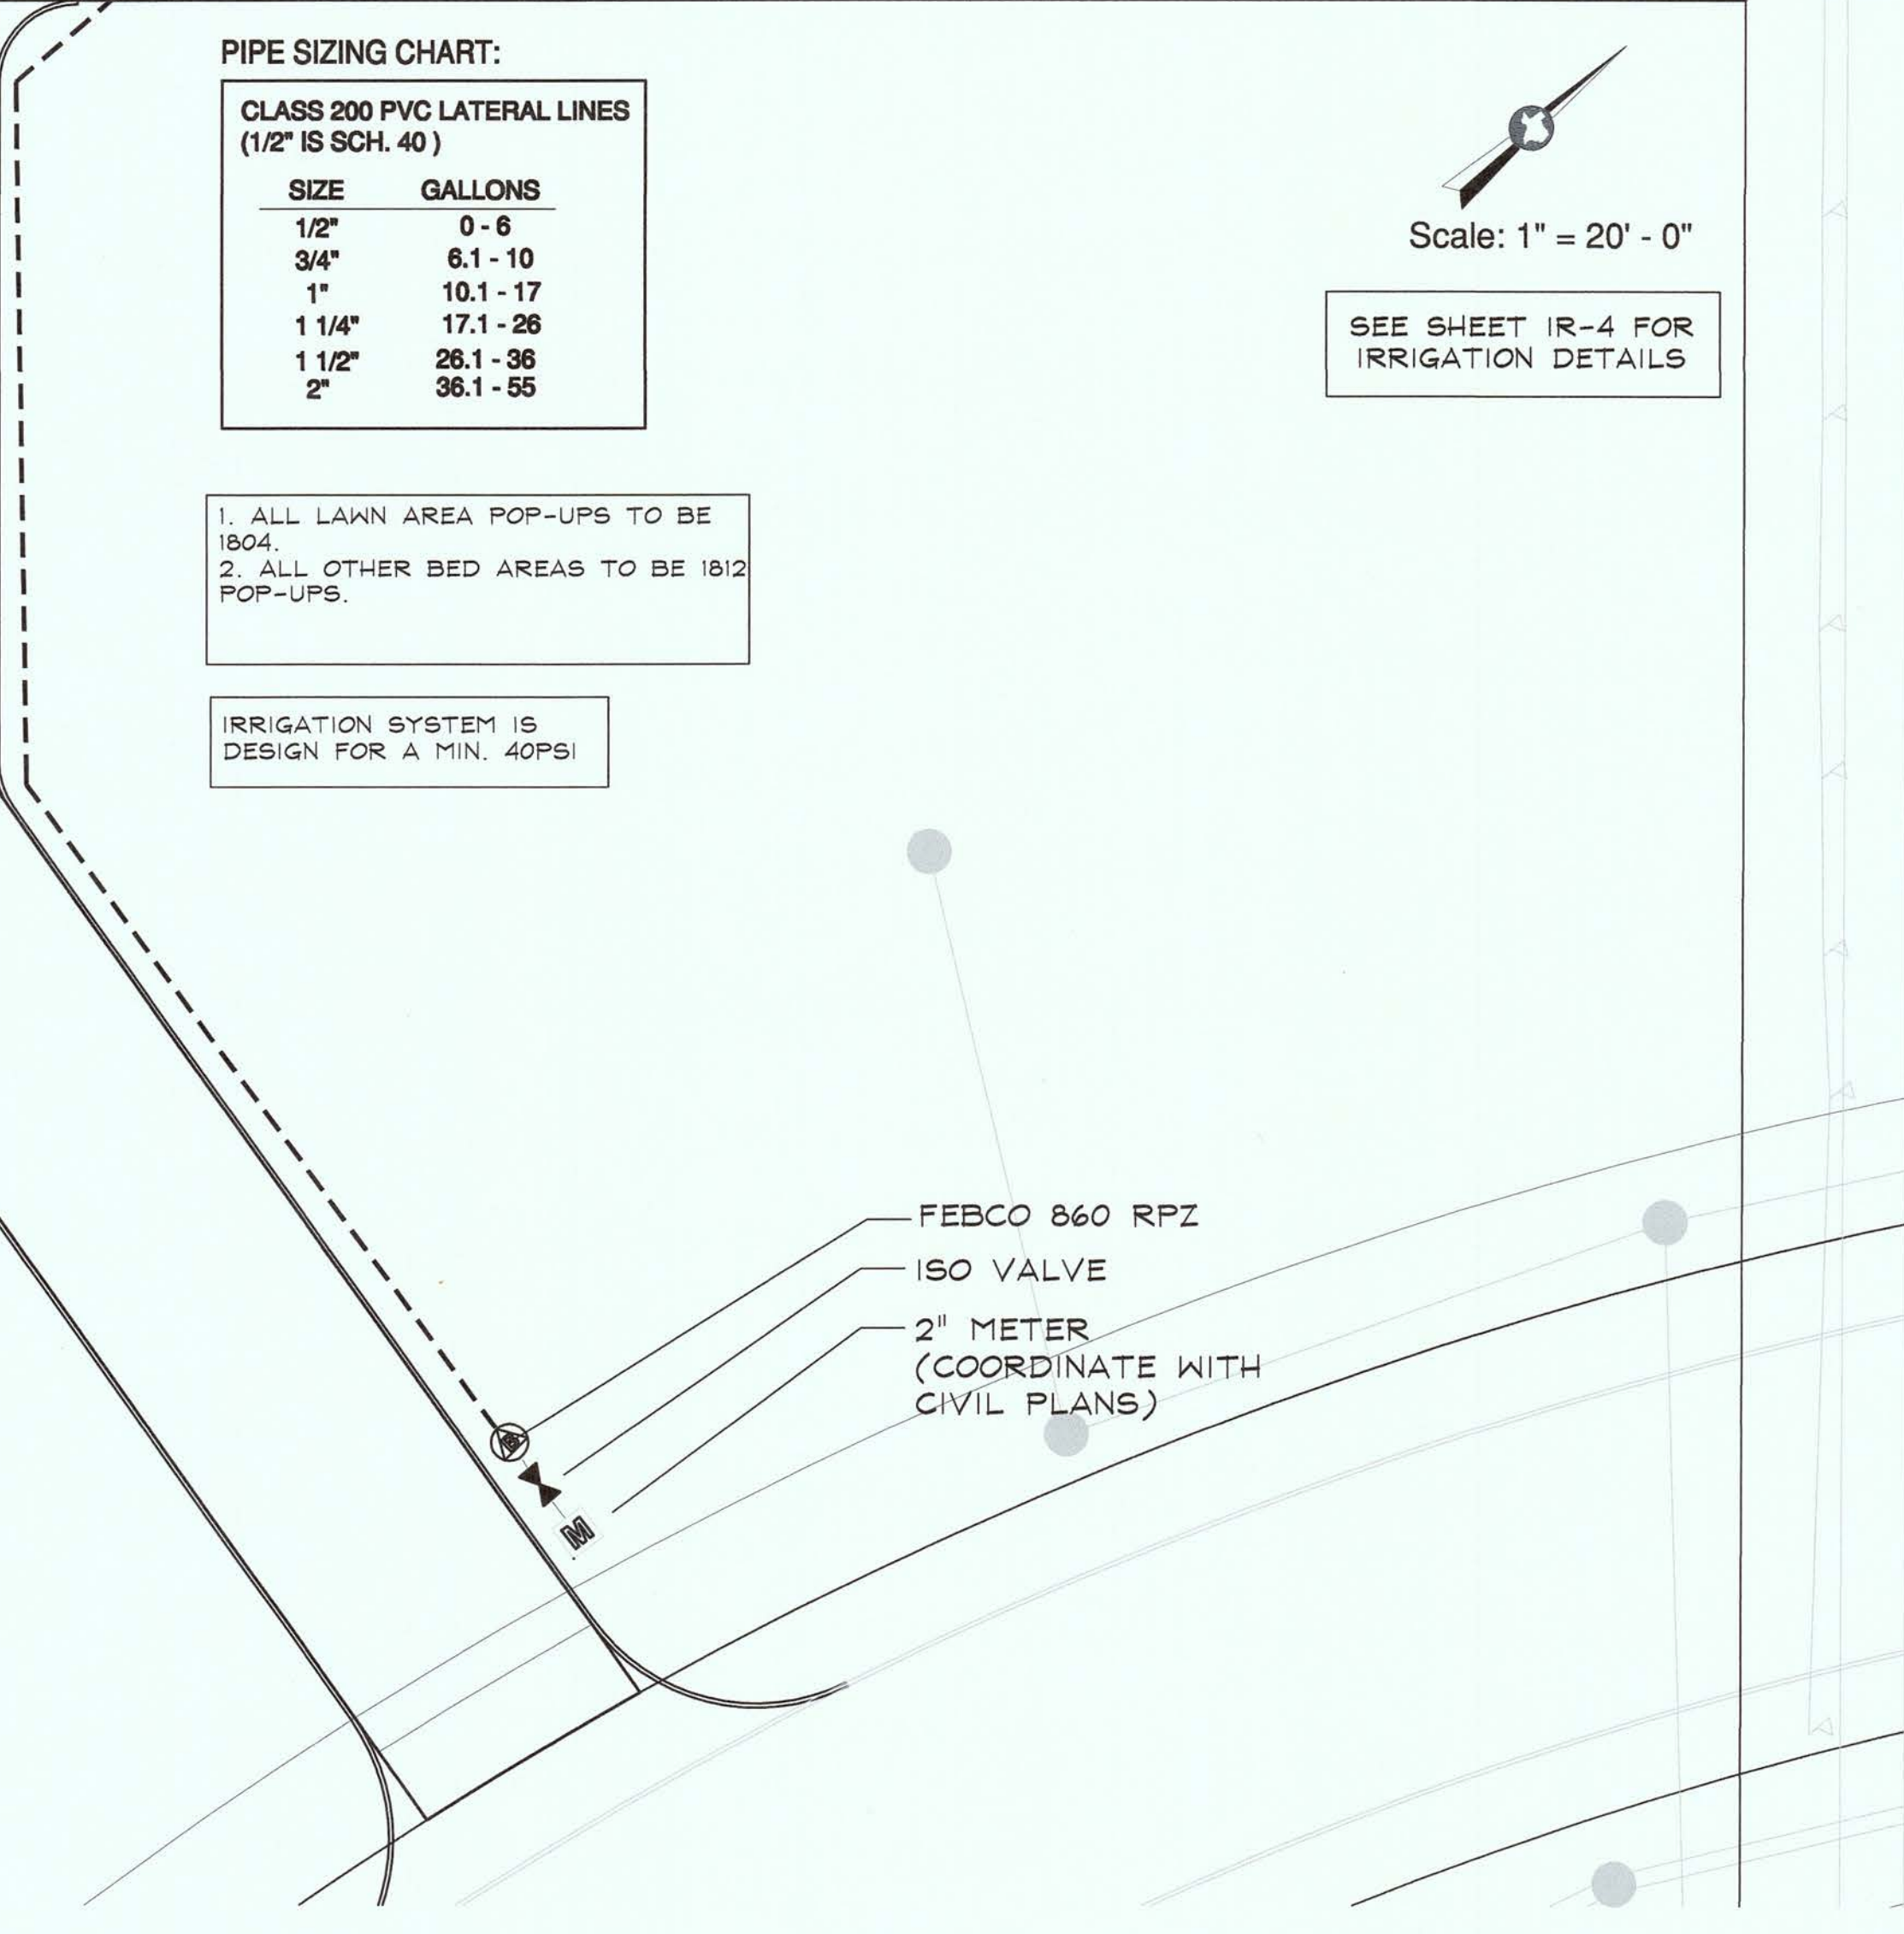 PIPE SIZING CHART:
CLASS 200 PVC LATERAL LINES
(1/2" IS SCH. 40 )
SIZE GALLONS
1/2" 0 - 6
3/4" 6.1 - 10
1" 10.1 - 17
1 1/4" 17.1 - 26
1 1/2" 26.1 - 36
2" 36.1 - 55
Scale: 1" = 20' - 0"
SEE SHEET IR-4 FOR
IRRIGATION DETAILS
1. ALL LAWN AREA POP-UPS TO BE
1804.
2. ALL OTHER BED AREAS TO BE 1812
POP-UPS.
IRRIGATION SYSTEM IS
DESIGN FOR A MIN. 40PSI
FEBCO 860 RPZ
ISO VALVE
2" METER
(COORDINATE WITH
CIVIL PLANS)
B
M